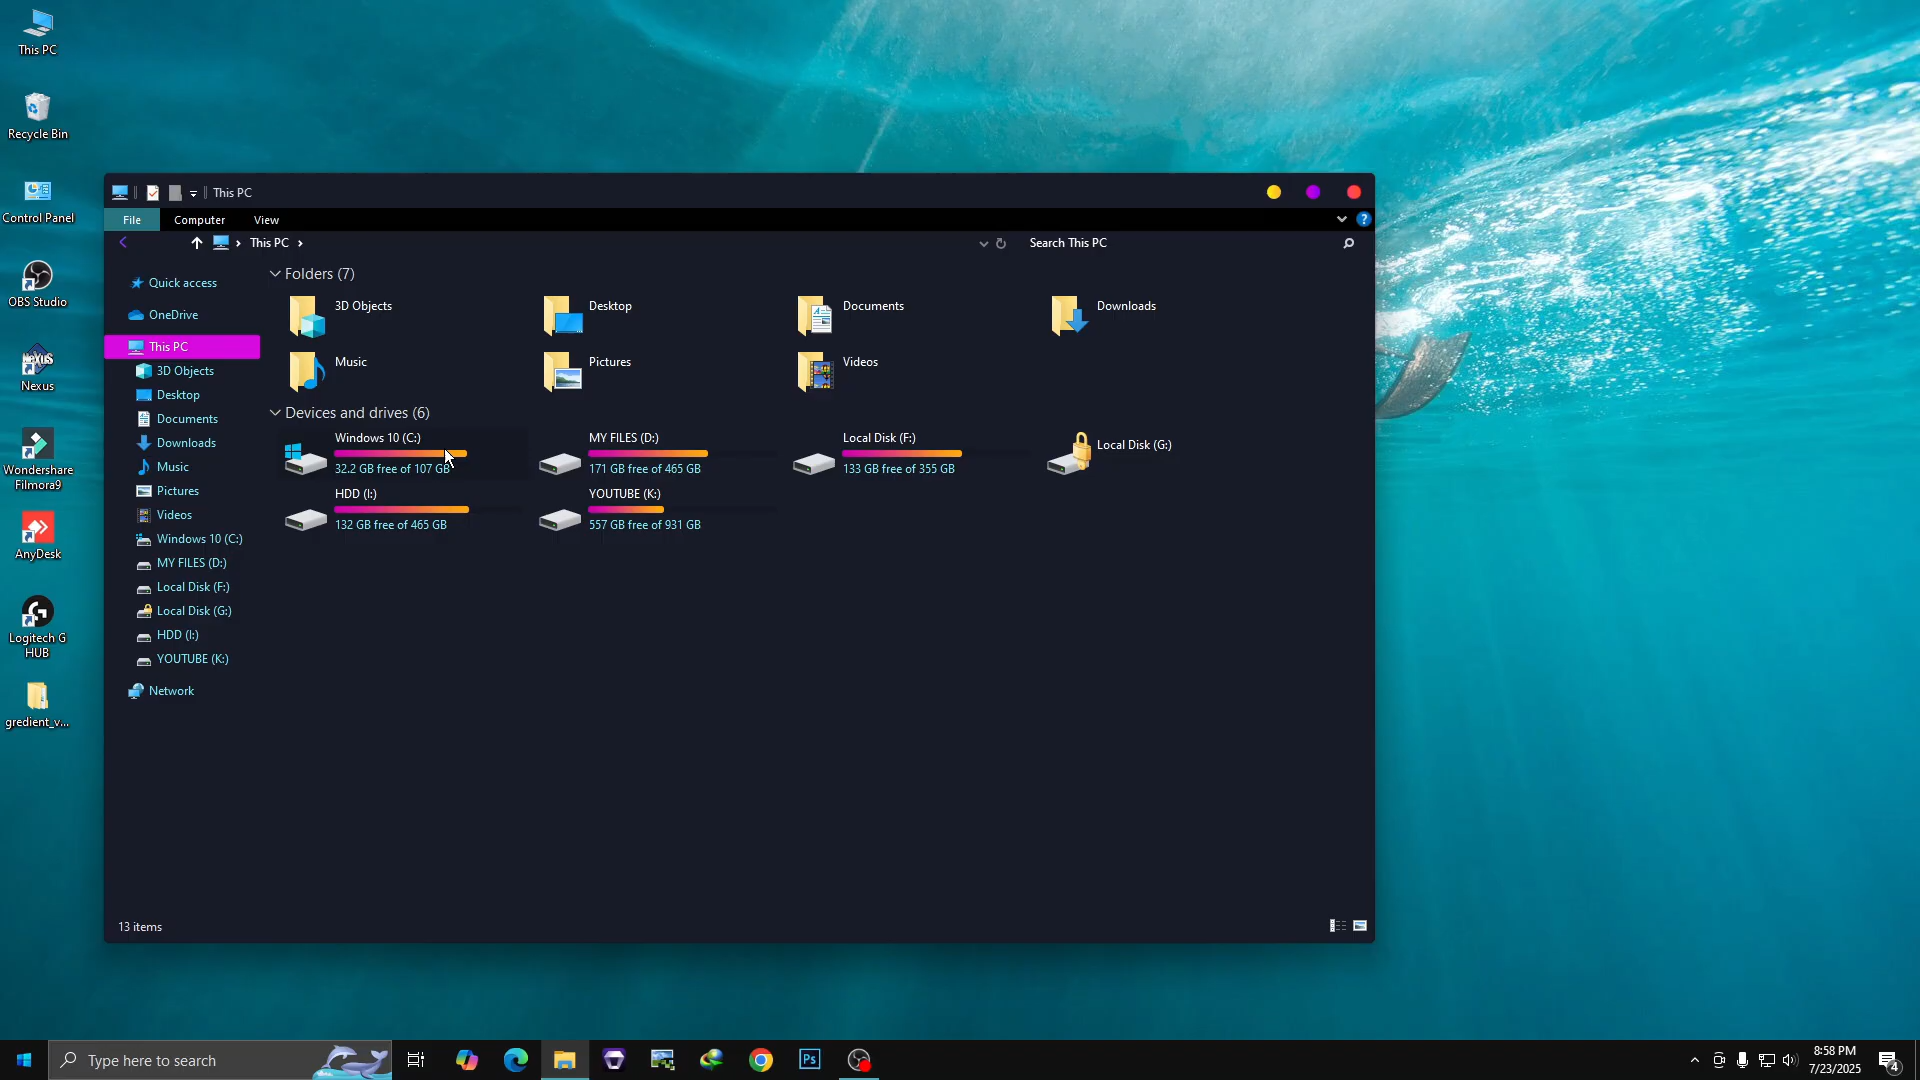 This PC
Recycle Bin
Control Panel
OBS Studio
NEXUS
Nexus
Wondershare
Filmora9
AnyDesk
Logitech G
HUB
gredient_v...
This PC
File
Computer
View
?
This PC
Search This PC
Quick access
OneDrive
This PC
3D Objects
Desktop
Documents
Downloads
Music
Pictures
Videos
Windows 10 (C:)
MY FILES (D:)
Local Disk (F:)
Local Disk (G:)
HDD (I:)
YOUTUBE (K:)
Network
Folders (7)
3D Objects
Desktop
Documents
Downloads
Music
Pictures
Videos
Devices and drives (6)
Windows 10 (C:)
32.2 GB free of 107 GB
MY FILES (D:)
171 GB free of 465 GB
Local Disk (F:)
133 GB free of 355 GB
Local Disk (G:)
HDD (I:)
132 GB free of 465 GB
YOUTUBE (K:)
557 GB free of 931 GB
13 items
Type here to search
Ps
8:58 PM
7/23/2025
4